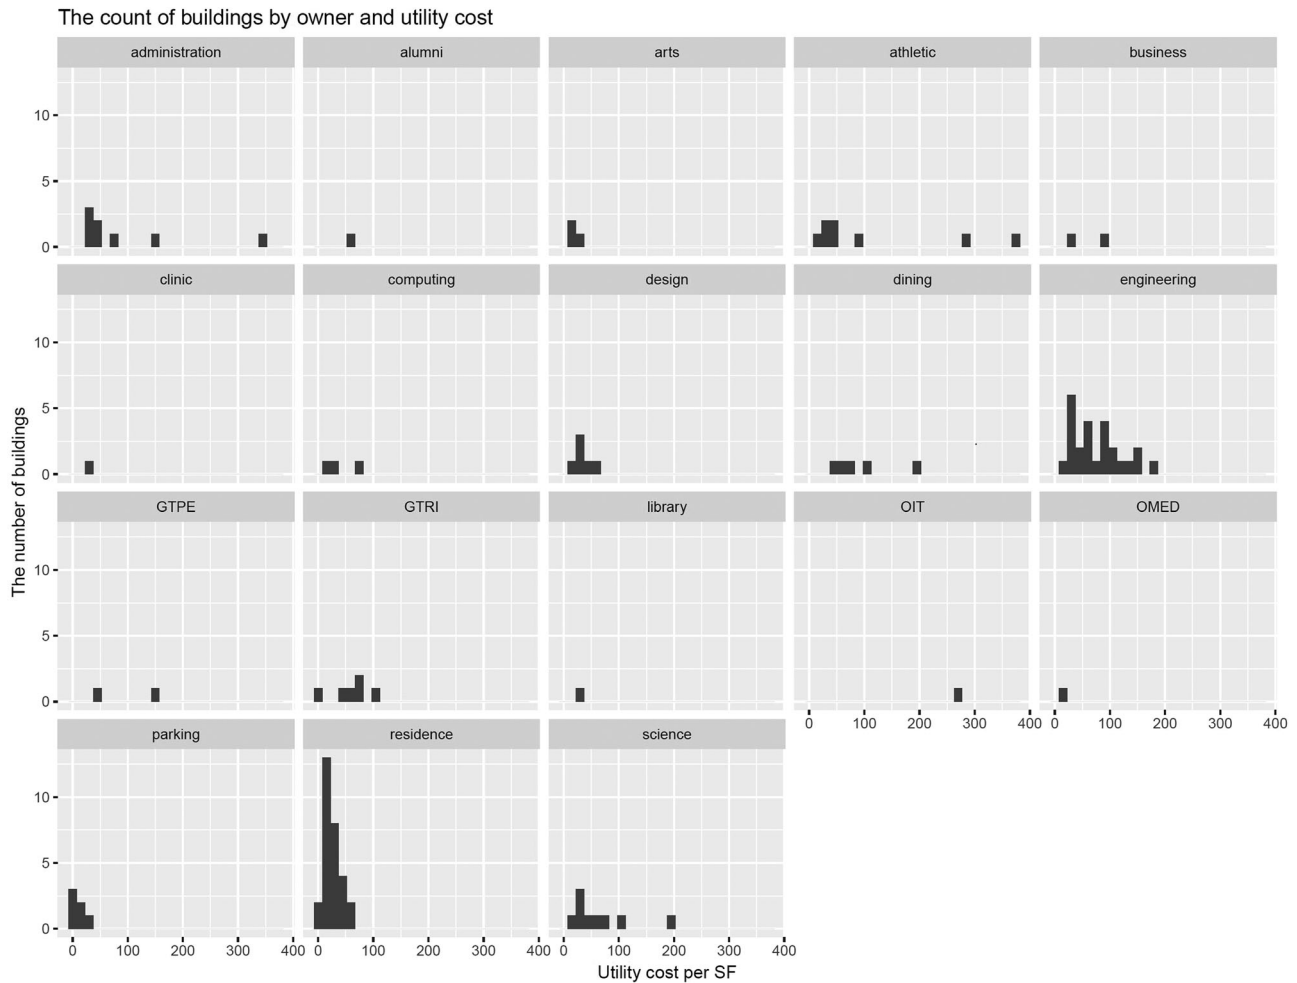 The count of buildings by owner and utility cost
administration alumni arts athletic business
10
5
0
clinic computing design dining engineering
10
5
0
GTPE GTRI library OIT OMED
10
5
0
0 100 200 300 400 0 100 200 300 400
parking residence science
10
5
0
0 100 200 300 400 0 100 200 300 400 0 100 200 300 400
Utility cost per SF
The number of buildings